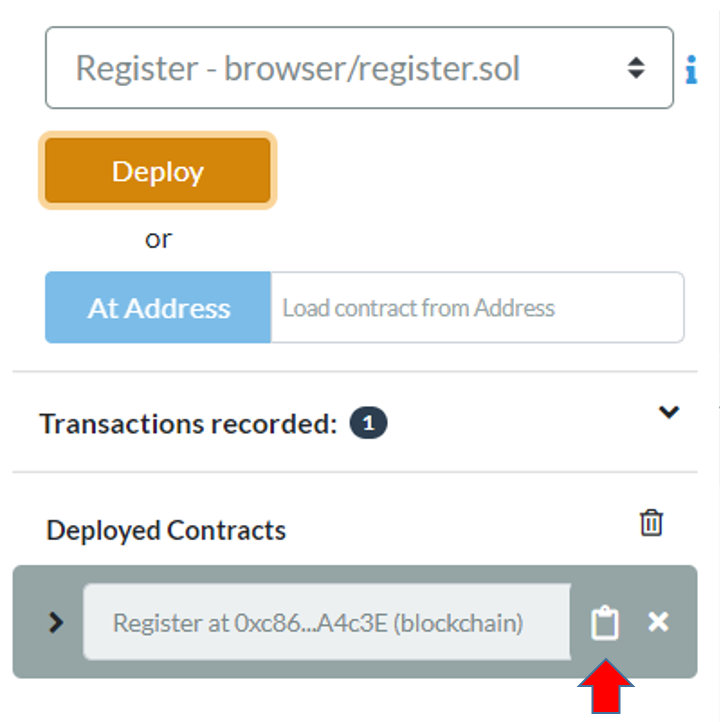 Register - browser/register.sol
Deploy
or
At Address Load contract from Address
Transactions recorded: 1
Deployed Contracts
Register at 0xc86...A4c3E (blockchain)